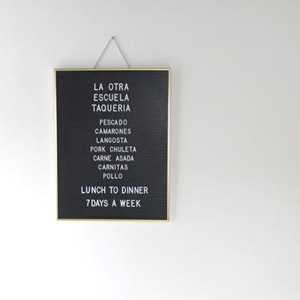 LA OTRA
ESCUELA
TAQUERIA
PESCADO
CAMARONES
LANGOSTA
PORK CHULETA
CARNE ASADA
CARNITAS
POLLO
LUNCH TO DINNER
7 DAYS A WEEK